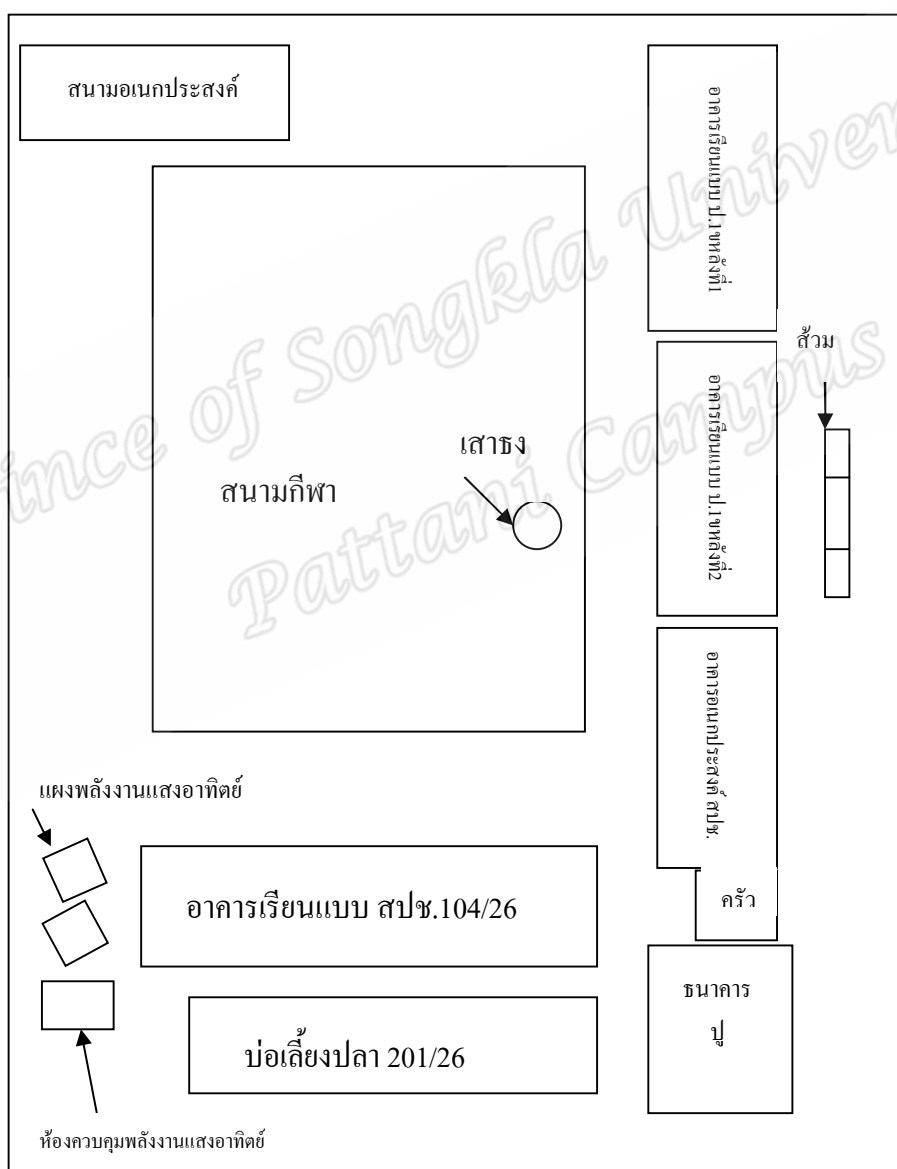 สนามอเนกประสงค์
อาคารเรียนแบบ ป.1ขหลังที่1
ส้วม
อาคารเรียนแบบ ป.1ขหลังที่2
เสาธง
สนามกีฬา
อาคารอเนกประสงค์ สปช.
แผงพลังงานแสงอาทิตย์
อาคารเรียนแบบ สปช.104/26
ครัว
ธนาคาร
ปู
บ่อเลี้ยงปลา 201/26
ห้องควบคุมพลังงานแสงอาทิตย์
Prince of Songkla Univer
Pattani Campus